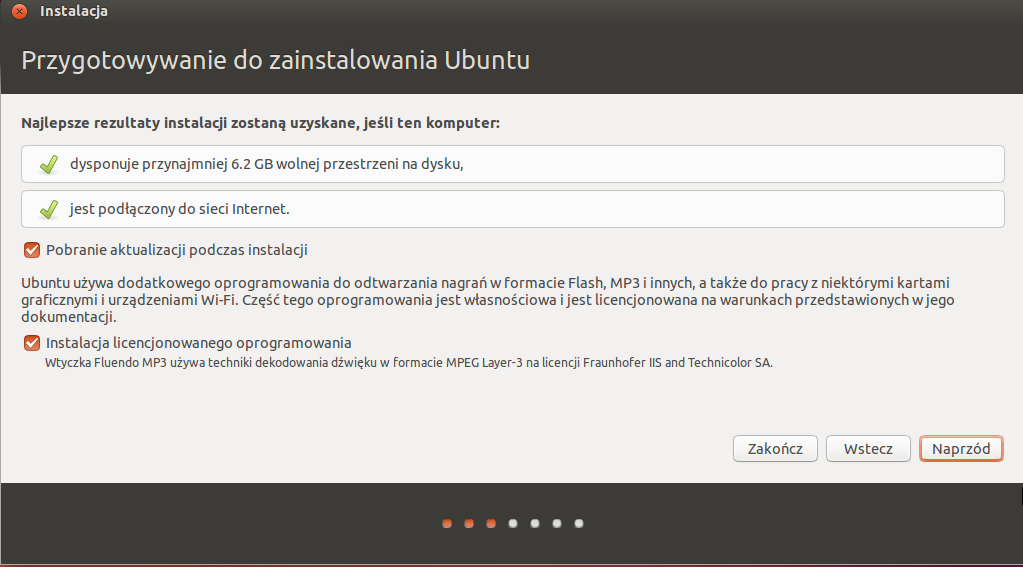 Instalacja
Przygotowywanie do zainstalowania Ubuntu
Najlepsze rezultaty instalacji zostaną uzyskane, jeśli ten komputer:
dysponuje przynajmniej 6.2 GB wolnej przestrzeni na dysku,
jest podłączony do sieci Internet.
Pobranie aktualizacji podczas instalacji
Ubuntu używa dodatkowego oprogramowania do odtwarzania nagrań w formacie Flash, MP3 i innych, a także do pracy z niektórymi kartami
graficznymi i urządzeniami Wi-Fi. Część tego oprogramowania jest własnościowa i jest licencjonowana na warunkach przedstawionych w jego
dokumentacji.
Instalacja licencjonowanego oprogramowania
Wtyczka Fluendo MP3 używa techniki dekodowania dźwięku w formacie MPEG Layer-3 na licencji Fraunhofer IIS and Technicolor SA.
Zakończ Wstecz Naprzód